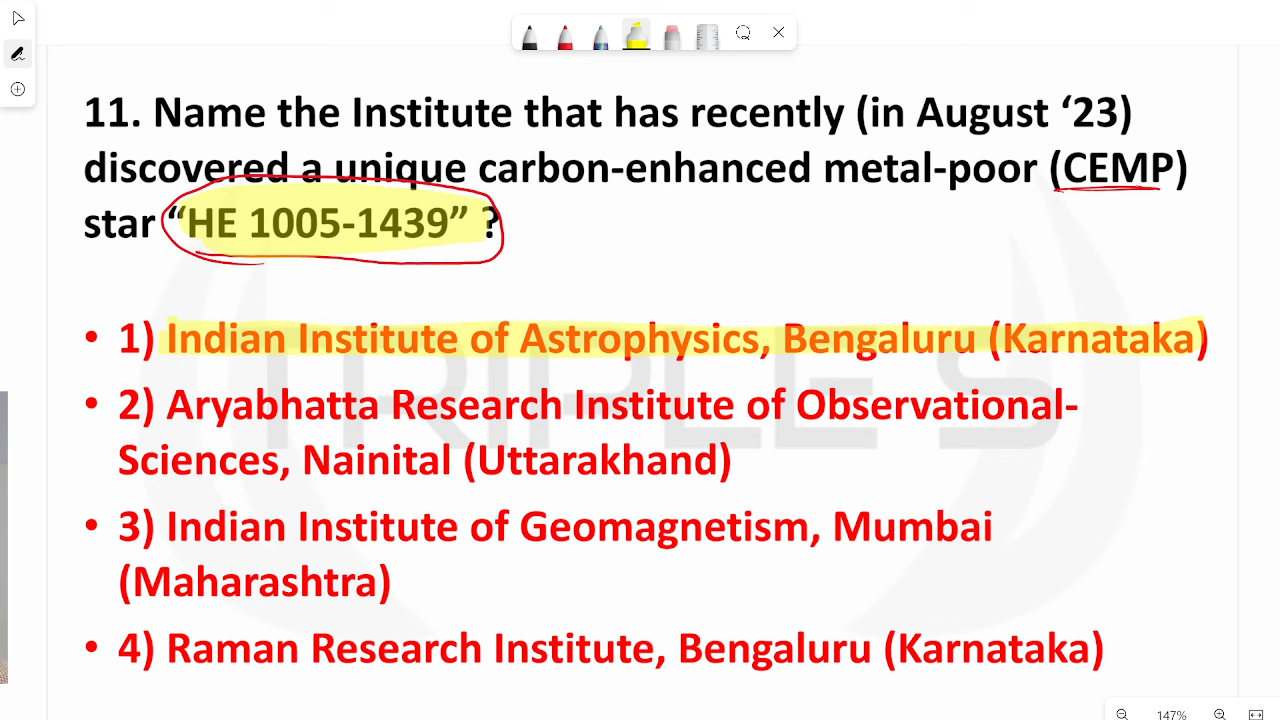 11. Name the Institute that has recently (in August ‘23)
discovered a unique carbon-enhanced metal-poor (CEMP)
star “HE 1005-1439” ?
• 1) Indian Institute of Astrophysics, Bengaluru (Karnataka)
• 2) Aryabhatta Research Institute of Observational-
Sciences, Nainital (Uttarakhand)
• 3) Indian Institute of Geomagnetism, Mumbai
(Maharashtra)
• 4) Raman Research Institute, Bengaluru (Karnataka)
TRIPLE S
147%